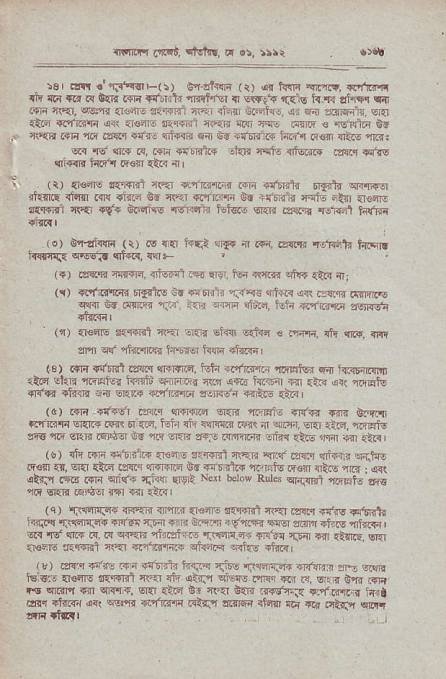 বাংলাদেশ গেজেট, অতিরিক্ত, মে ৩১, ১৯৯২
১৪। প্রেষণ ও পূর্বস্বত্ব।—(১) উপ-প্রবিধান (২) এর বিধান সাপেক্ষে, কর্পোরেশন
যদি মনে করে যে উহার কোন কর্মচারীর পারদর্শিতা বা তৎকর্তৃক গৃহীত বিশেষ প্রশিক্ষণ অন্য
কোন সংস্থা, অতঃপর হাওলাত গ্রহণকারী সংস্থা বলিয়া উল্লেখিত, এর জন্য প্রয়োজনীয়, তাহা
হইলে কর্পোরেশন এবং হাওলাত গ্রহণকারী সংস্থার মধ্যে সম্মত মেয়াদে ও শর্তাধীনে উক্ত
সংস্থার কোন পদে প্রেষণে কর্মরত থাকিবার জন্য উক্ত কর্মচারীকে নির্দেশ দেওয়া যাইতে পারেঃ
তবে শর্ত থাকে যে, কোন কর্মচারীকে তাঁহার সম্মতি ব্যতিরেকে প্রেষণে কর্মরত
থাকিবার নির্দেশ দেওয়া হইবে না।
(২) হাওলাত গ্রহণকারী সংস্থা কর্পোরেশনের কোন কর্মচারীর চাকুরীর আবশ্যকতা
রহিয়াছে বলিয়া বোধ করিলে উক্ত সংস্থা কর্পোরেশন উক্ত কর্মচারীর সম্মতি লইয়া হাওলাত
গ্রহণকারী সংস্থা কর্তৃক উল্লেখিত শর্তাবলীর ভিত্তিতে তাহার প্রেষণের শর্তাবলী নির্ধারন
করিবে।
(৩) উপ-প্রবিধান (২) তে যাহা কিছুই থাকুক না কেন, প্রেষণের শর্তাবলীর নিম্নোক্ত
বিষয়সমূহ অন্তর্ভুক্ত থাকিবে, যথাঃ—
(ক) প্রেষণের সময়কাল, ব্যতিক্রমী ক্ষেত্র ছাড়া, তিন বৎসরের অধিক হইবে না;
(খ) কর্পোরেশনের চাকুরীতে উক্ত কর্মচারীর পূর্বস্বত্ব থাকিবে এবং প্রেষণের মেয়াদান্তে
অথবা উক্ত মেয়াদের পূর্বে, ইহার অবসান ঘটিলে, তিনি কর্পোরেশনে প্রত্যাবর্তন
করিবেন।
(গ) হাওলাত গ্রহণকারী সংস্থা তাহার ভবিষ্য তহবিল ও পেনশন, যদি থাকে, বাবদ
প্রাপ্য অর্থ পরিশোধের নিশ্চয়তা বিধান করিবেন।
(৪) কোন কর্মচারী প্রেষণে থাকাকালে, তিনি কর্পোরেশনে পদোন্নতির জন্য বিবেচনাযোগ্য
হইলে তাঁহার পদোন্নতির বিষয়টি অন্যান্যদের সংগে একত্রে বিবেচনা করা হইবে এবং পদোন্নতি
কার্যকর করিবার জন্য তাহাকে কর্পোরেশনে প্রত্যাবর্তন করাইতে হইবে।
(৫) কোন কর্মকর্তা প্রেষণে থাকাকালে তাহার পদোন্নতি কার্যকর করার উদ্দেশ্যে
কর্পোরেশন তাহাকে ফেরৎ চাহিলে, তিনি যদি যথাসময়ে ফেরৎ না আসেন, তাহা হইলে, পদোন্নতি
প্রদত্ত পদে তাহার জ্যেষ্ঠতা উক্ত পদে তাহার প্রকৃত যোগদানের তারিখ হইতে গণনা করা হইবে।
(৬) যদি কোন কর্মচারীকে হাওলাত গ্রহণকারী সংস্থার স্বার্থে প্রেষণে থাকিবার অনুমতি
দেওয়া হয়, তাহা হইলে প্রেষণে থাকাকালে উক্ত কর্মচারীকে পদোন্নতি দেওয়া যাইতে পারে; এবং
এইরূপ ক্ষেত্রে কোন আর্থিক সুবিধা ছাড়াই Next below Rules অনুযায়ী পদোন্নতি প্রদত্ত
পদে তাহার জ্যেষ্ঠতা রক্ষা করা হইবে।
(৭) শৃংখলামূলক ব্যবস্থার ব্যাপারে হাওলাত গ্রহণকারী সংস্থা প্রেষণে কর্মরত কর্মচারীর
বিরুদ্ধে শৃংখলামূলক কার্যক্রম সূচনা করার উদ্দেশ্যে কর্তৃপক্ষের ক্ষমতা প্রয়োগ করিতে পারিবেন।
তবে শর্ত থাকে যে, যে অবস্থার পরিপ্রেক্ষিতে শৃংখলামূলক কার্যক্রম সূচনা করা হইয়াছে, তাহা
হাওলাত গ্রহণকারী সংস্থা কর্পোরেশনকে অবিলম্বে অবহিত করিবে।
(৮) প্রেষণে কর্মরত কোন কর্মচারীর বিরুদ্ধে সূচিত শৃংখলামূলক কার্যধারায় প্রাপ্ত তথ্যের
ভিত্তিতে হাওলাত গ্রহণকারী সংস্থা যদি এইরূপ অভিমত পোষণ করে যে, তাহার উপর কোন
দণ্ড আরোপ করা আবশ্যক, তাহা হইলে উক্ত সংস্থা উহার রেকর্ডসমূহ কর্পোরেশনের নিকট
প্রেরণ করিবেন এবং অতঃপর কর্পোরেশন যেইরূপ প্রয়োজন বলিয়া মনে করে সেইরূপ আদেশ
প্রদান করিবে।